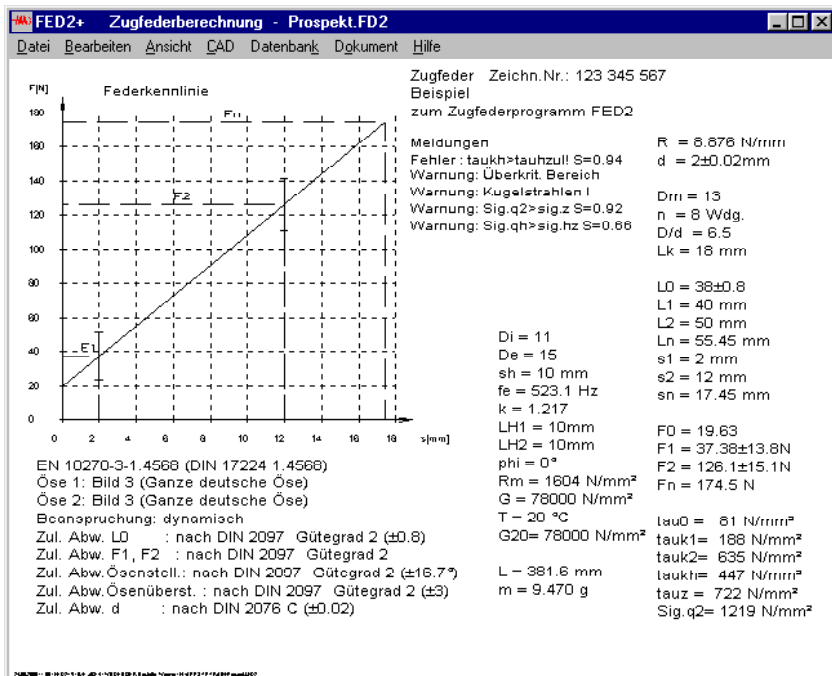 FED2+ Zugfederberechnung - Prospekt.FD2
Datei Bearbeiten Ansicht CAD Datenbank Dokument Hilfe
F[N] Federkennlinie
180
160
140
120
100
80
60
40
20
0
Fn
F2
F1
0 2 4 6 8 10 12 14 16 18 s[mm]
Zugfeder Zeichn.Nr.: 123 345 567
Beispiel
zum Zugfederprogramm FED2
Meldungen
Fehler : taukh>tauhzul! S=0.94
Warnung: Überkrit. Bereich
Warnung: Kugelstrahlen !
Warnung: Sig.q2>sig.z S=0.92
Warnung: Sig.qh>sig.hz S=0.66
R = 8.876 N/mm
d = 2±0.02mm
Dm = 13
n = 8 Wdg.
D/d = 6.5
Lk = 18 mm
L0 = 38±0.8
L1 = 40 mm
L2 = 50 mm
Ln = 55.45 mm
s1 = 2 mm
s2 = 12 mm
sn = 17.45 mm
F0 = 19.63
F1 = 37.38±13.8N
F2 = 126.1±15.1N
Fn = 174.5 N
tau0 = 81 N/mm²
tauk1= 188 N/mm²
tauk2= 635 N/mm²
taukh= 447 N/mm²
tauz = 722 N/mm²
Sig.q2= 1219 N/mm²
Di = 11
De = 15
sh = 10 mm
fe = 523.1 Hz
k = 1.217
LH1 = 10mm
LH2 = 10mm
phi = 0°
Rm = 1604 N/mm²
G = 78000 N/mm²
T = 20 °C
G20= 78000 N/mm²
L = 381.6 mm
m = 9.470 g
EN 10270-3-1.4568 (DIN 17224 1.4568)
Öse 1: Bild 3 (Ganze deutsche Öse)
Öse 2: Bild 3 (Ganze deutsche Öse)
Beanspruchung: dynamisch
Zul. Abw. L0 : nach DIN 2097 Gütegrad 2 (±0.8)
Zul. Abw. F1, F2 : nach DIN 2097 Gütegrad 2
Zul. Abw.Ösenstell.: nach DIN 2097 Gütegrad 2 (±16.7°)
Zul. Abw.Ösenüberst. : nach DIN 2097 Gütegrad 2 (±3)
Zul. Abw. d : nach DIN 2076 C (±0.02)